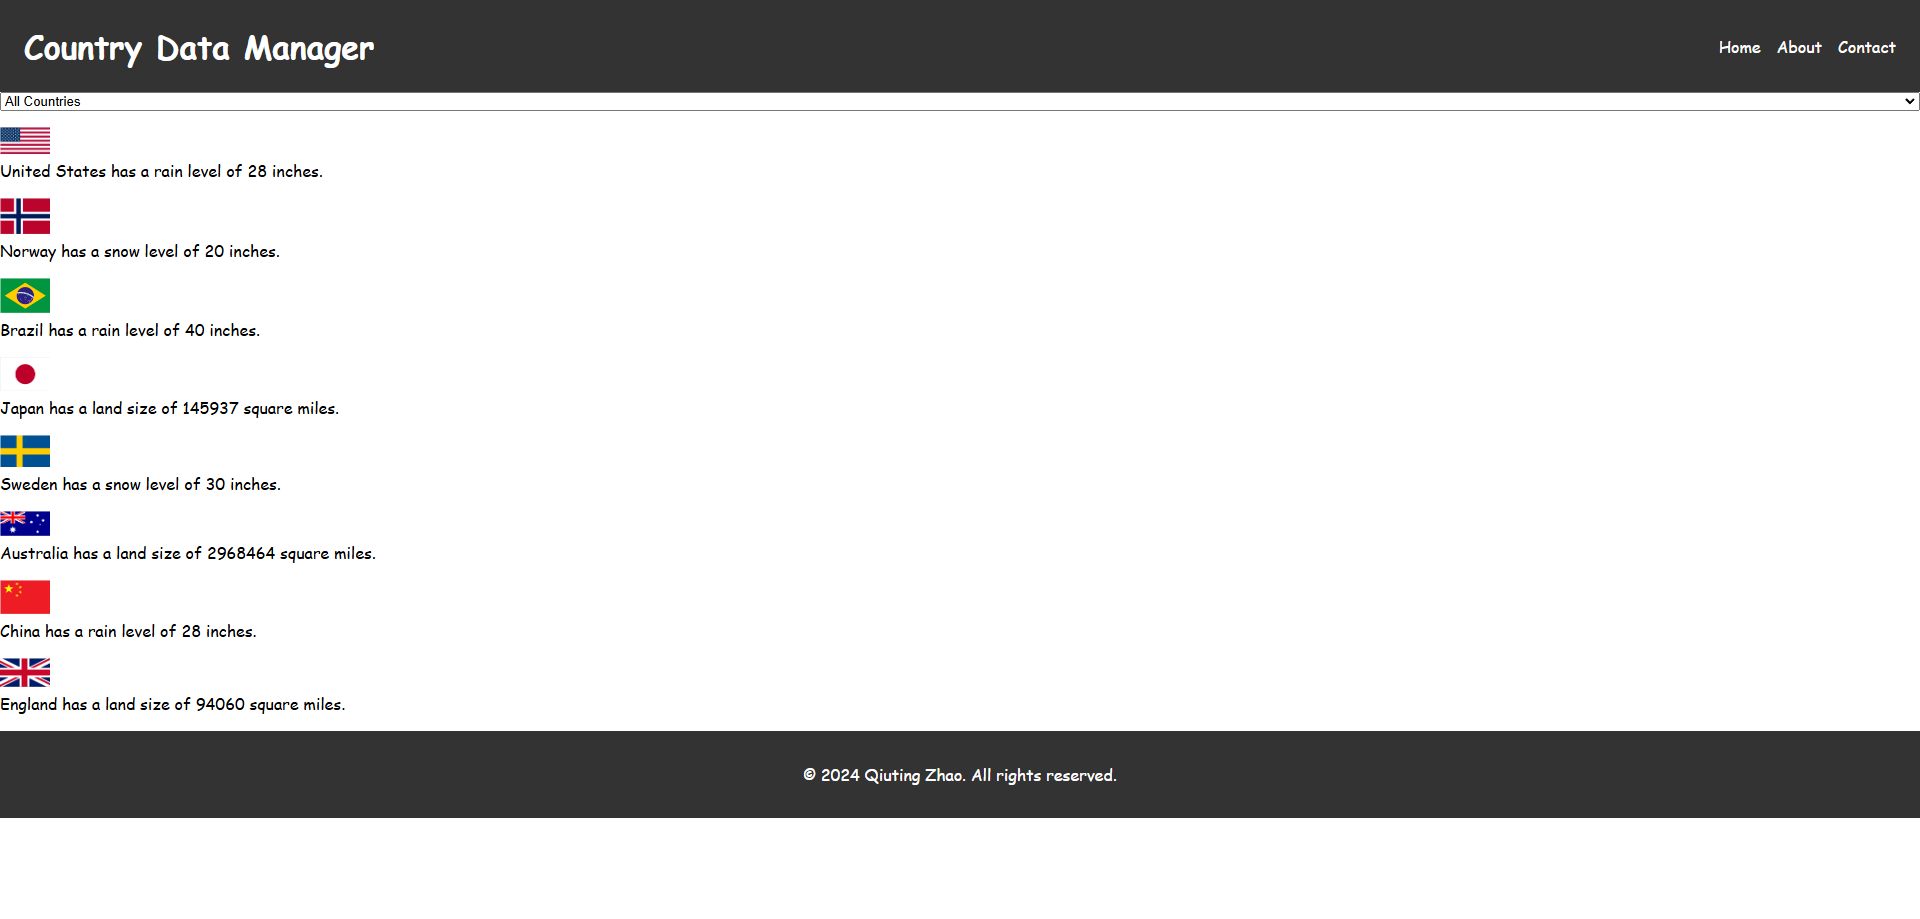 Country Data Manager
Home About Contact
All Countries
United States has a rain level of 28 inches.
Norway has a snow level of 20 inches.
Brazil has a rain level of 40 inches.
Japan has a land size of 145937 square miles.
Sweden has a snow level of 30 inches.
Australia has a land size of 2968464 square miles.
China has a rain level of 28 inches.
England has a land size of 94060 square miles.
© 2024 Qiuting Zhao. All rights reserved.